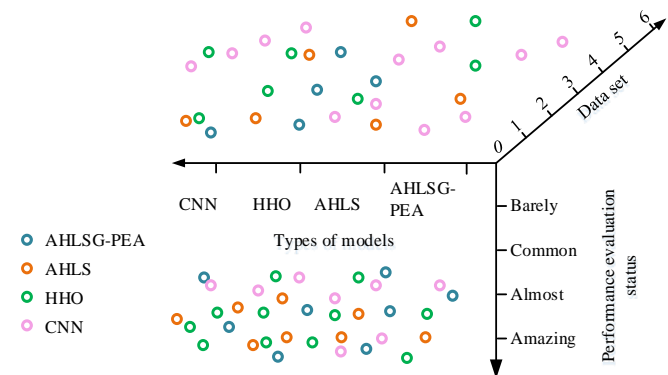 6
5
4
3
2
1
0
Data set
CNN
HHO
AHLS
AHLSG-
PEA
Types of models
Barely
Common
Almost
Amazing
Performance evaluation
status
AHLSG-PEA
AHLS
HHO
CNN